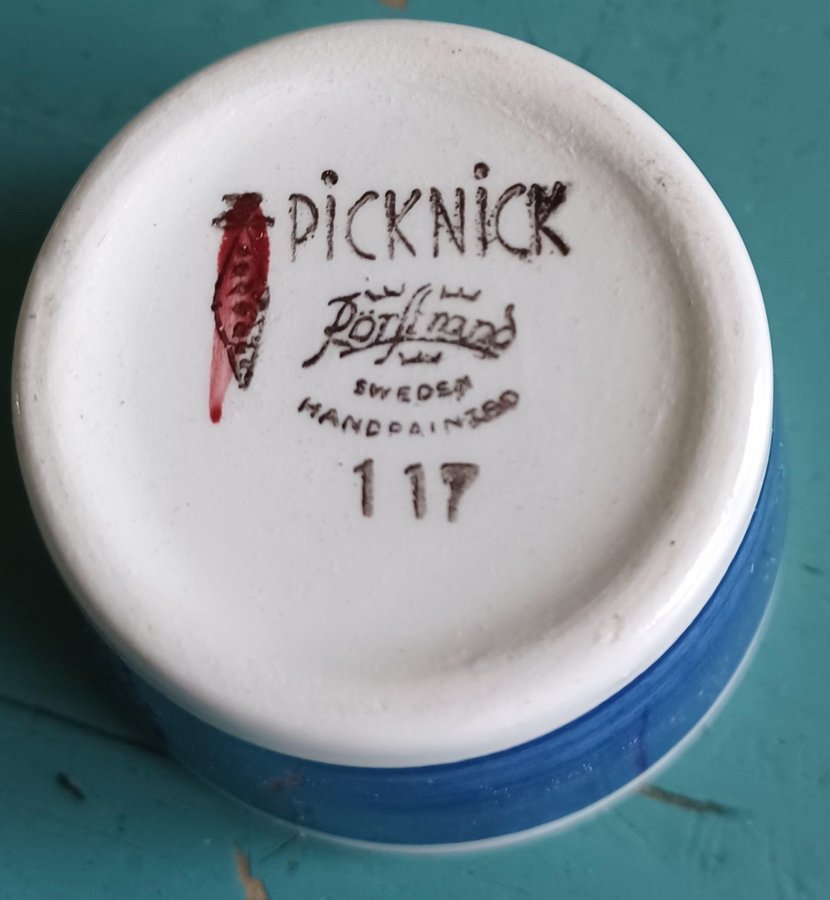 PiCKNiCK
Rörstrand
SWEDEN
HANDPAINTED
117